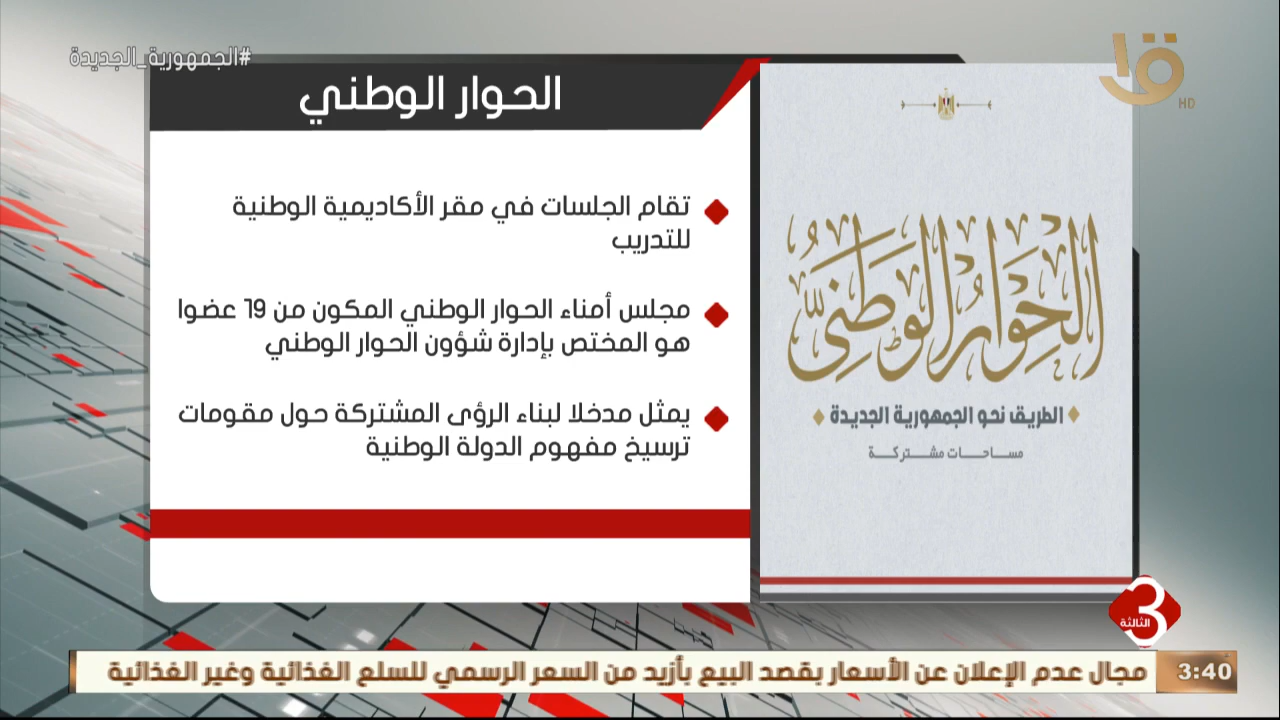 #الجمهورية_الجديدة
الحوار الوطني
تقام الجلسات في مقر الأكاديمية الوطنية
للتدريب
مجلس أمناء الحوار الوطني المكون من 19 عضوا
هو المختص بإدارة شؤون الحوار الوطني
يمثل مدخلا لبناء الرؤى المشتركة حول مقومات
ترسيخ مفهوم الدولة الوطنية
HD
الحوار الوطني
الطريق نحو الجمهورية الجديدة
مساحات مشتركة
3
الثالثة
3:40
مجال عدم الإعلان عن الأسعار بقصد البيع بأزيد من السعر الرسمي للسلع الغذائية وغير الغذائية